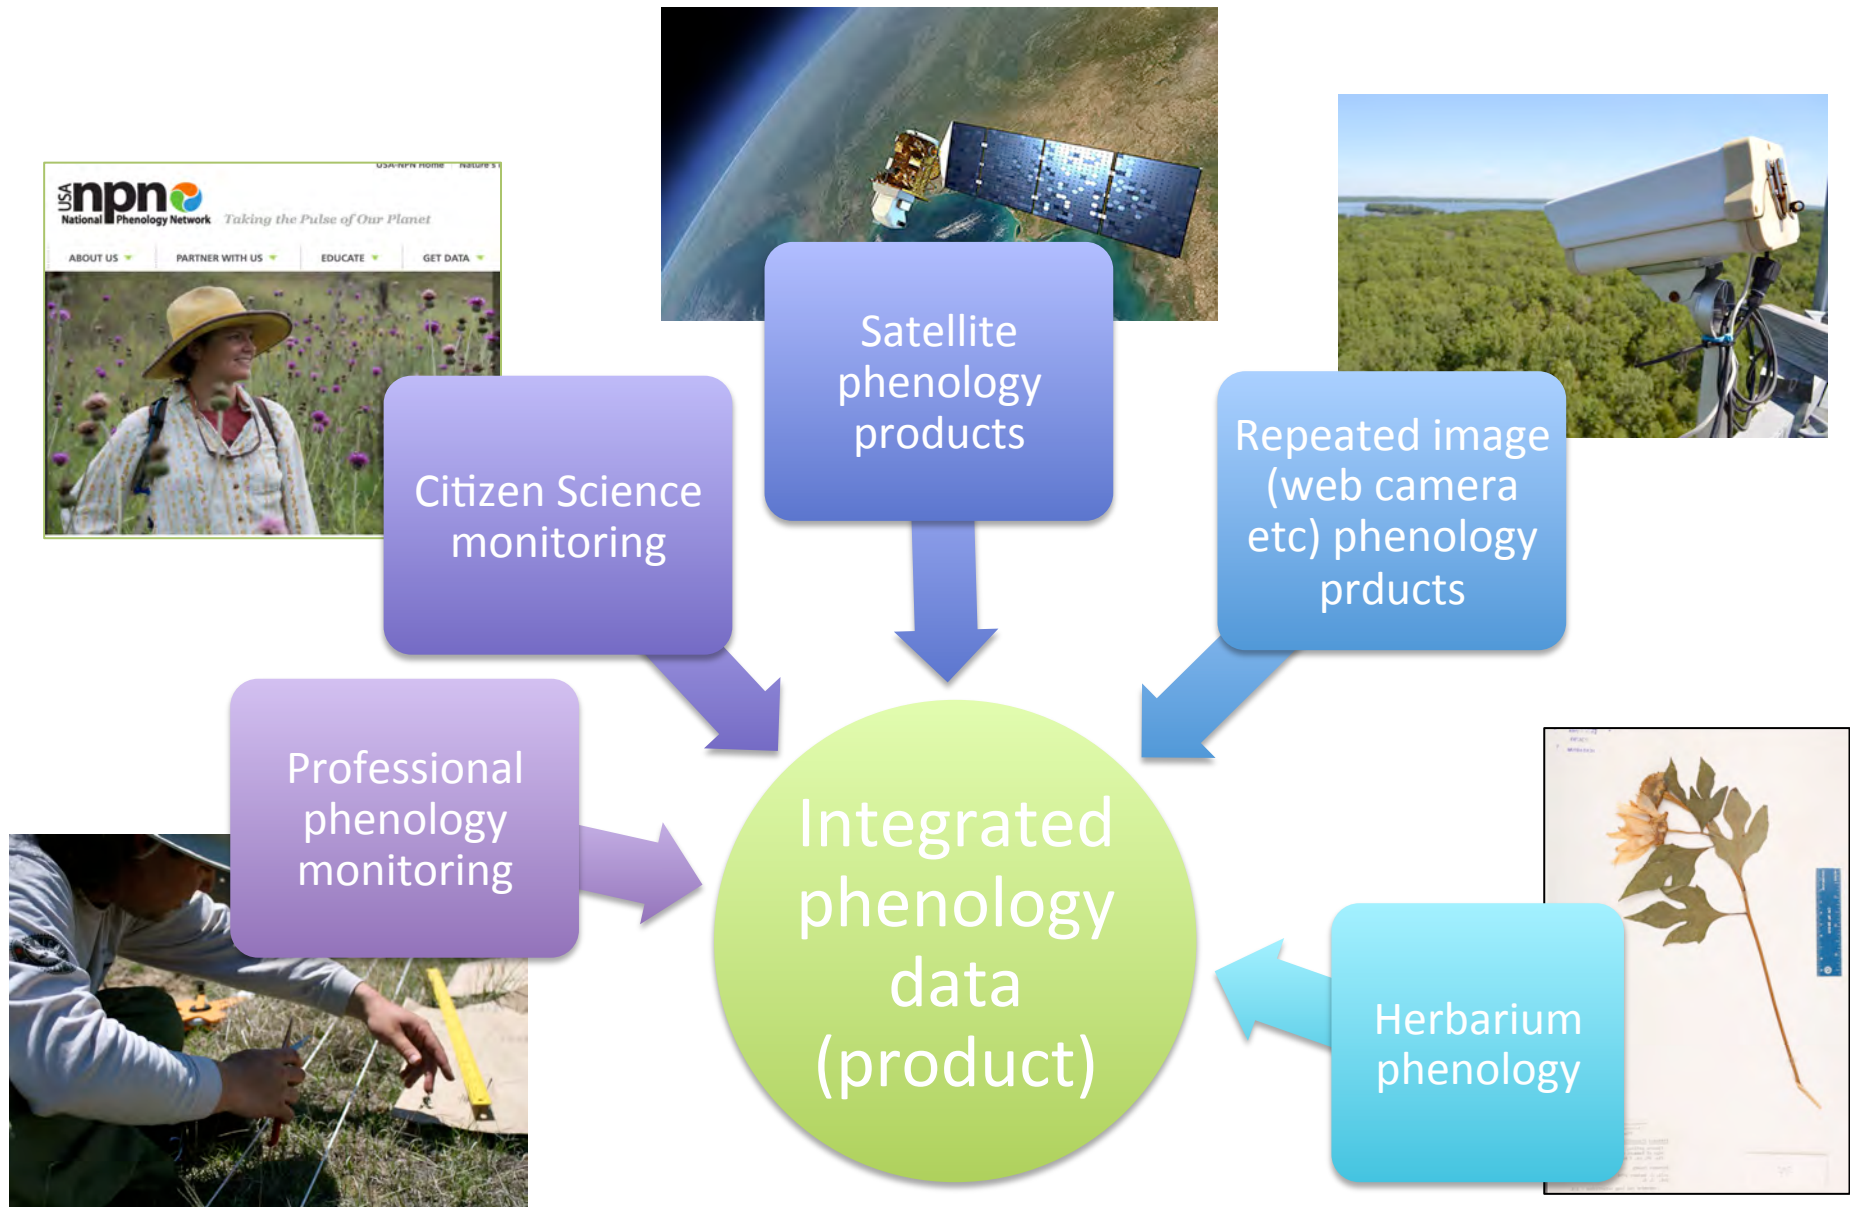 USA-NPN Home
Nature's
USA npn
National Phenology Network
Taking the Pulse of Our Planet
ABOUT US
PARTNER WITH US
EDUCATE
GET DATA
Satellite
phenology
products
Citizen Science
monitoring
Repeated image
(web camera
etc) phenology
prducts
Professional
phenology
monitoring
Integrated
phenology
data
(product)
Herbarium
phenology